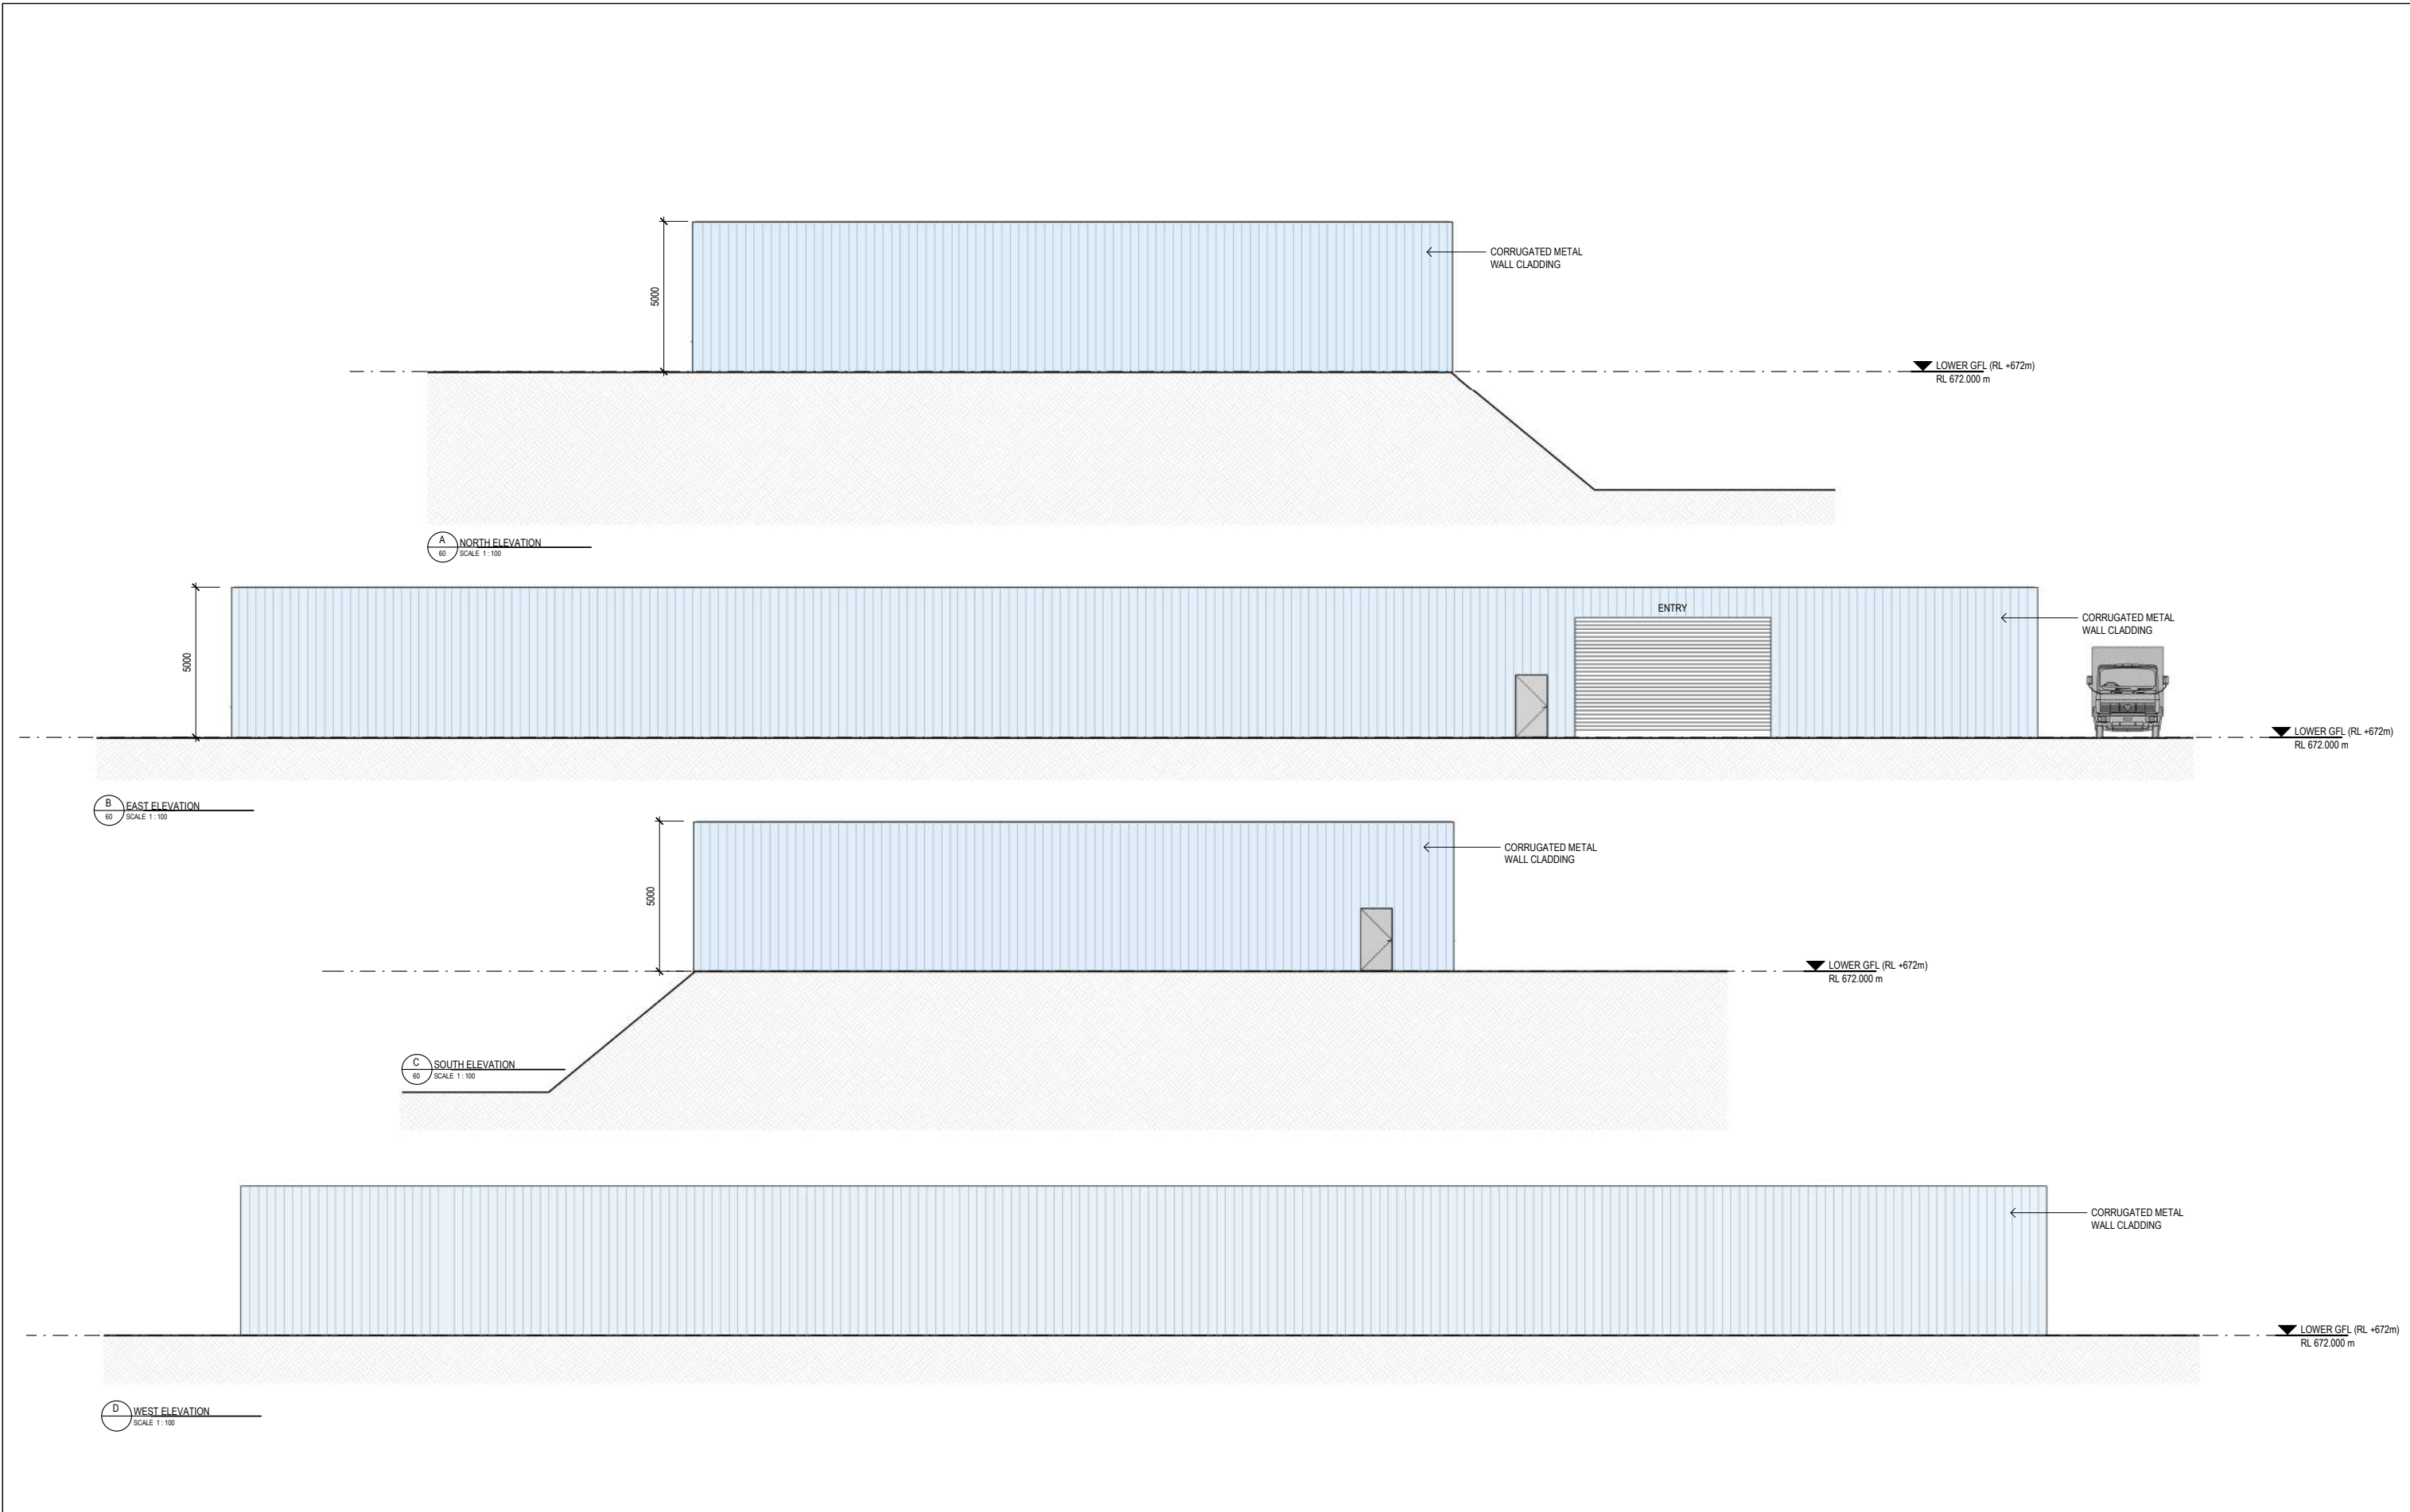 5000
CORRUGATED METAL
WALL CLADDING
LOWER GFL (RL +672m)
RL 672.000 m
A
60
NORTH ELEVATION
SCALE 1 : 100
5000
ENTRY
CORRUGATED METAL
WALL CLADDING
LOWER GFL (RL +672m)
RL 672.000 m
B
60
EAST ELEVATION
SCALE 1 : 100
5000
CORRUGATED METAL
WALL CLADDING
LOWER GFL (RL +672m)
RL 672.000 m
C
60
SOUTH ELEVATION
SCALE 1 : 100
CORRUGATED METAL
WALL CLADDING
LOWER GFL (RL +672m)
RL 672.000 m
D
WEST ELEVATION
SCALE 1 : 100